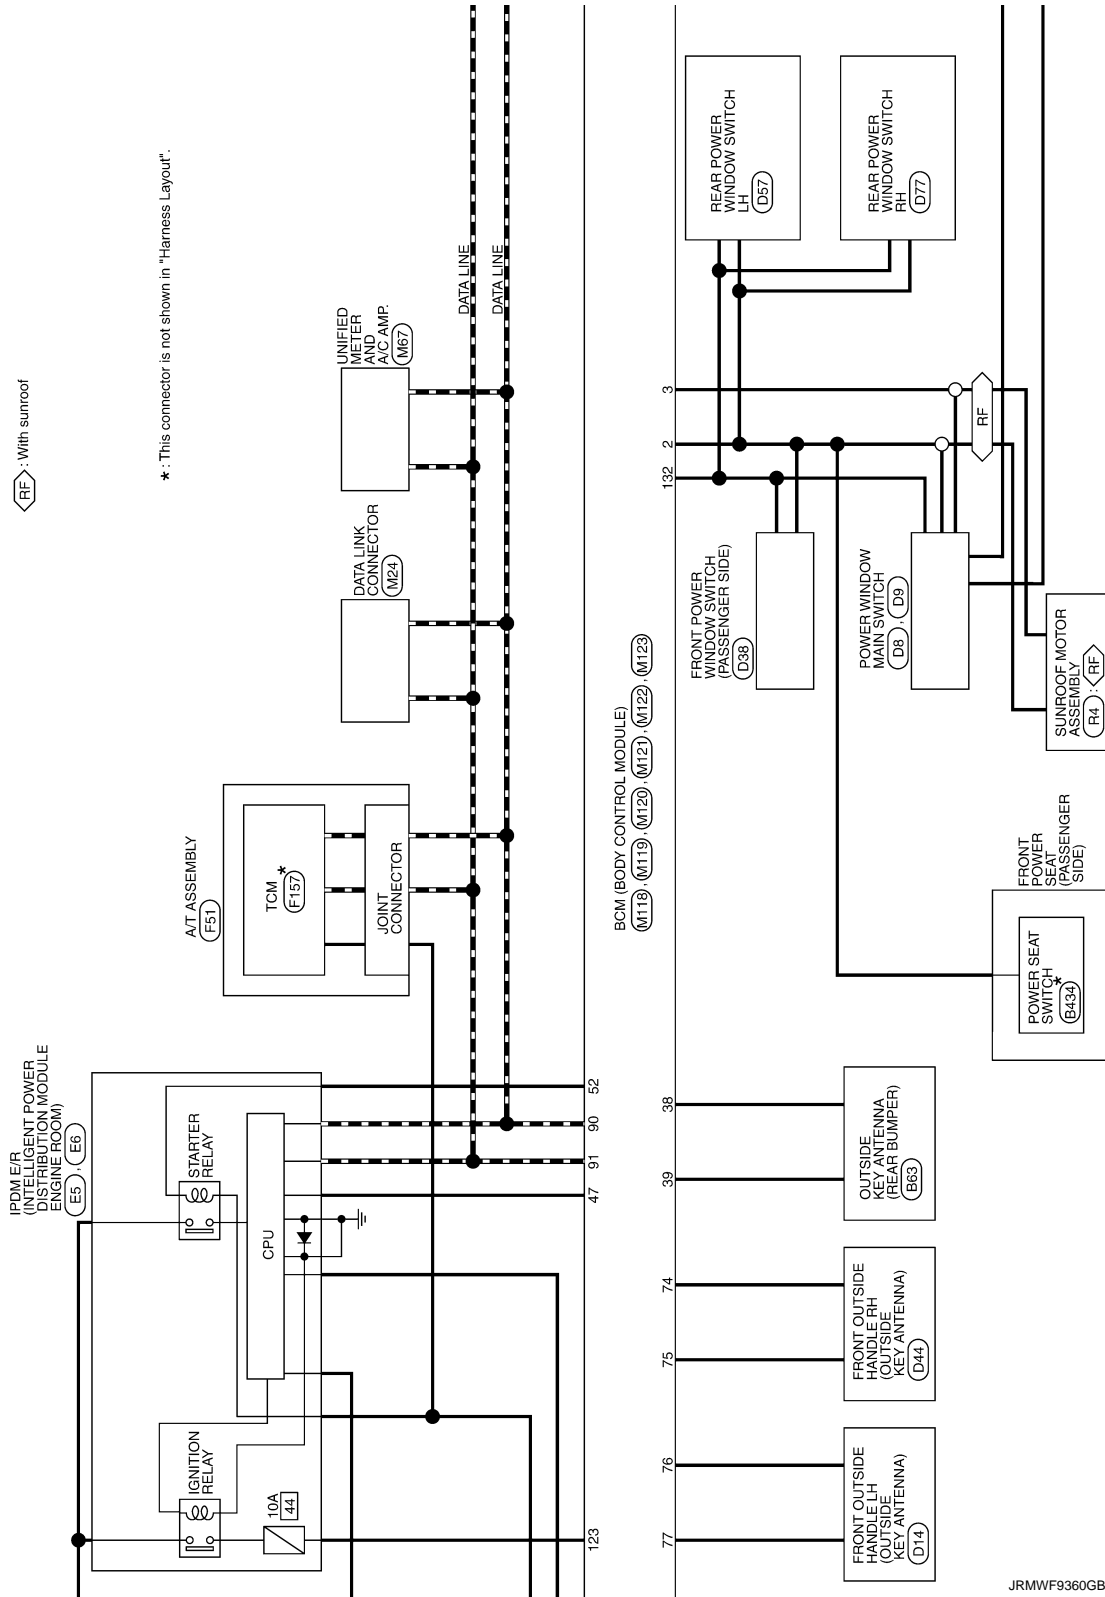 RF : With sunroof
* : This connector is not shown in "Harness Layout".
IPDM E/R
(INTELLIGENT POWER
DISTRIBUTION MODULE
ENGINE ROOM)
E5 , E6
IGNITION
RELAY
10A
44
STARTER
RELAY
CPU
A/T ASSEMBLY
F51
TCM *
F157
JOINT
CONNECTOR
DATA LINK
CONNECTOR
M24
UNIFIED
METER
AND
A/C AMP.
M67
DATA LINE
DATA LINE
123
47
91
90
52
BCM (BODY CONTROL MODULE)
M118 , M119 , M120 , M121 , M122 , M123
77
76
75
74
39
38
132
2
3
FRONT OUTSIDE
HANDLE LH
(OUTSIDE
KEY ANTENNA)
D14
FRONT OUTSIDE
HANDLE RH
(OUTSIDE
KEY ANTENNA)
D44
OUTSIDE
KEY ANTENNA
(REAR BUMPER)
B63
FRONT
POWER
SEAT
(PASSENGER
SIDE)
POWER SEAT
SWITCH *
B434
FRONT POWER
WINDOW SWITCH
(PASSENGER SIDE)
D38
POWER WINDOW
MAIN SWITCH
D8 , D9
SUNROOF MOTOR
ASSEMBLY
R4 : RF
RF
REAR POWER
WINDOW SWITCH
LH
D57
REAR POWER
WINDOW SWITCH
RH
D77
JRMWF9360GB